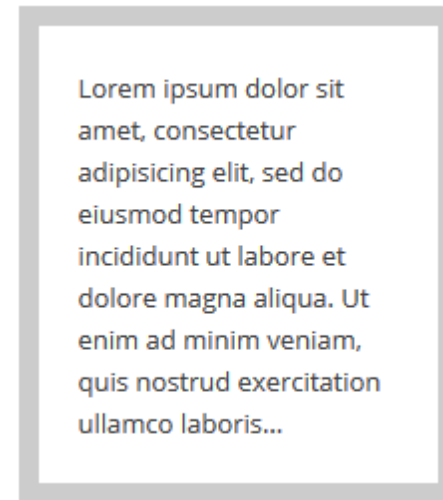 Lorem ipsum dolor sit
amet, consectetur
adipisicing elit, sed do
eiusmod tempor
incididunt ut labore et
dolore magna aliqua. Ut
enim ad minim veniam,
quis nostrud exercitation
ullamco laboris...